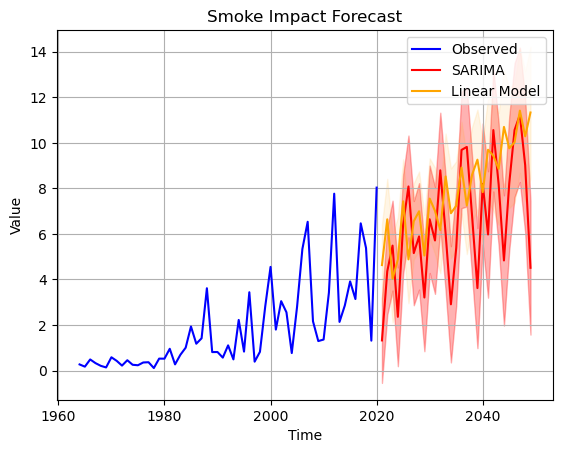 Smoke Impact Forecast
Observed
SARIMA
Linear Model
Value
14
12
10
8
6
4
2
0
1960
1980
2000
2020
2040
Time